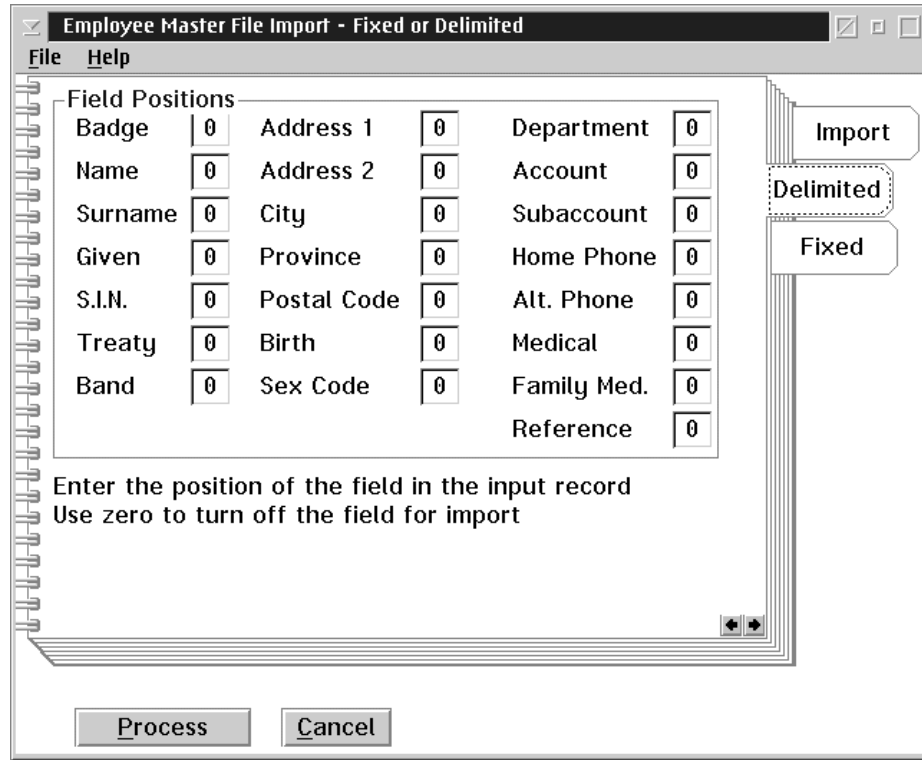 Employee Master File Import - Fixed or Delimited
File Help
Field Positions
Badge 0 Address 1 0 Department 0
Import
Name 0 Address 2 0 Account 0
Delimited
Surname 0 City 0 Subaccount 0
Fixed
Given 0 Province 0 Home Phone 0
S.I.N. 0 Postal Code 0 Alt. Phone 0
Treaty 0 Birth 0 Medical 0
Band 0 Sex Code 0 Family Med. 0
Reference 0
Enter the position of the field in the input record
Use zero to turn off the field for import
Process Cancel